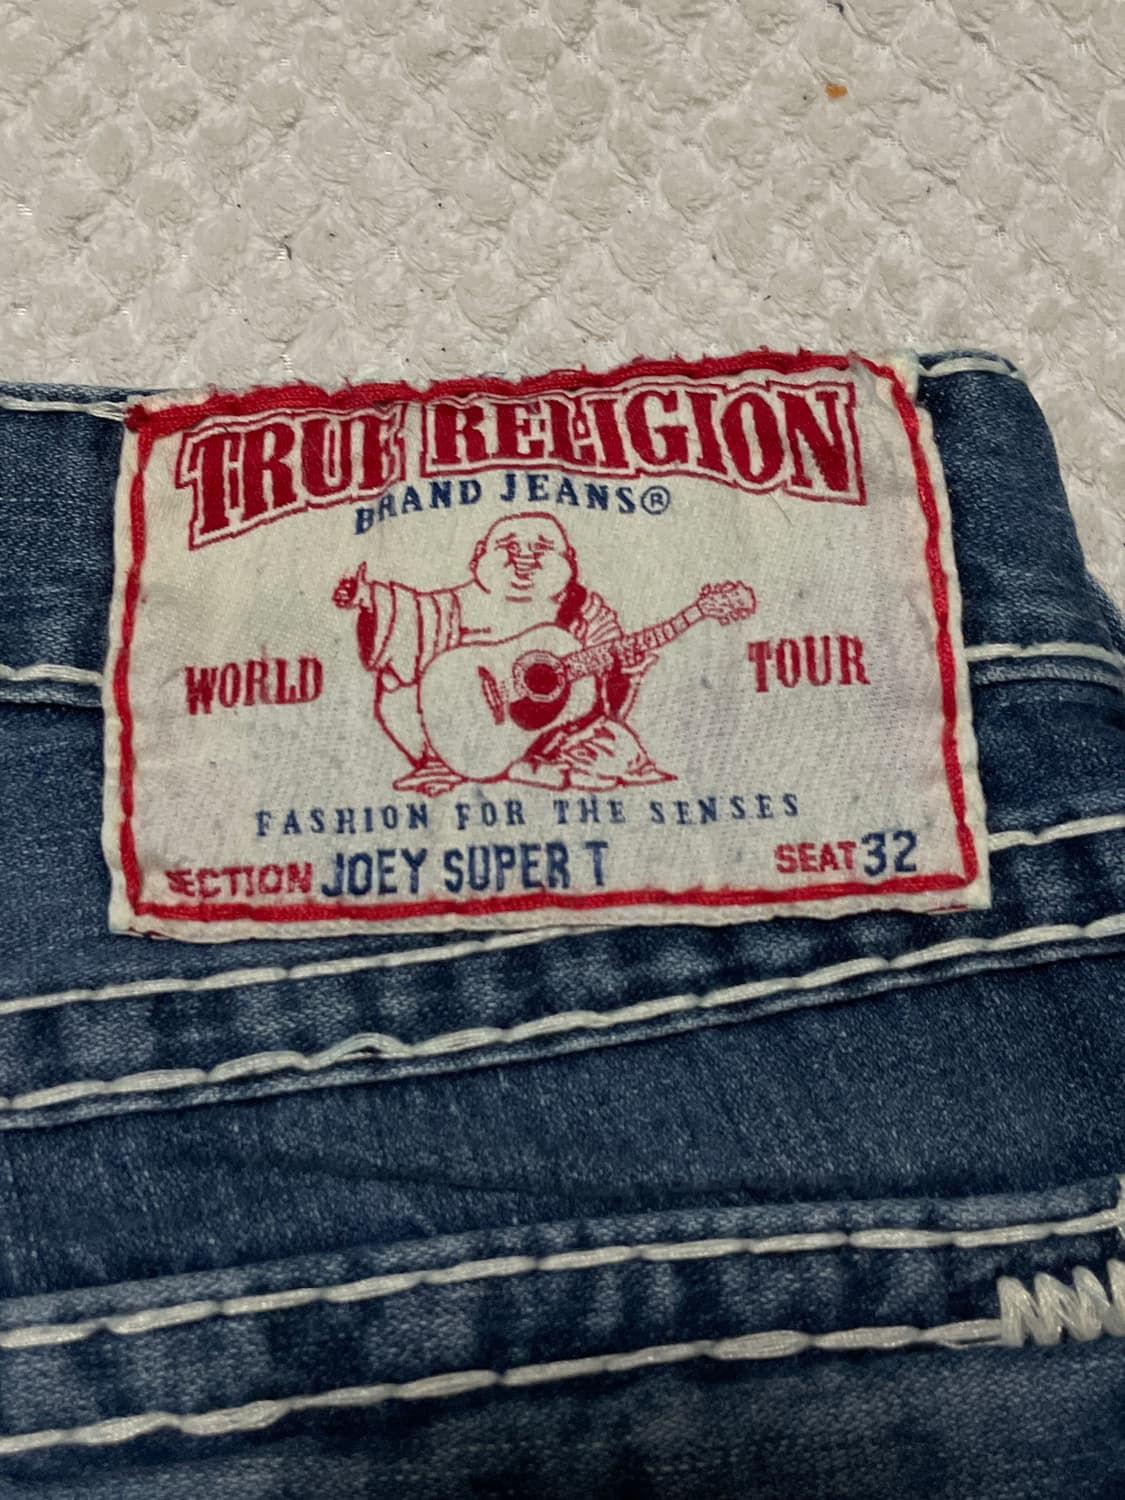 TRUE RELIGION
BRAND JEANS®
WORLD TOUR
FASHION FOR THE SENSES
SECTION JOEY SUPER T SEAT 32